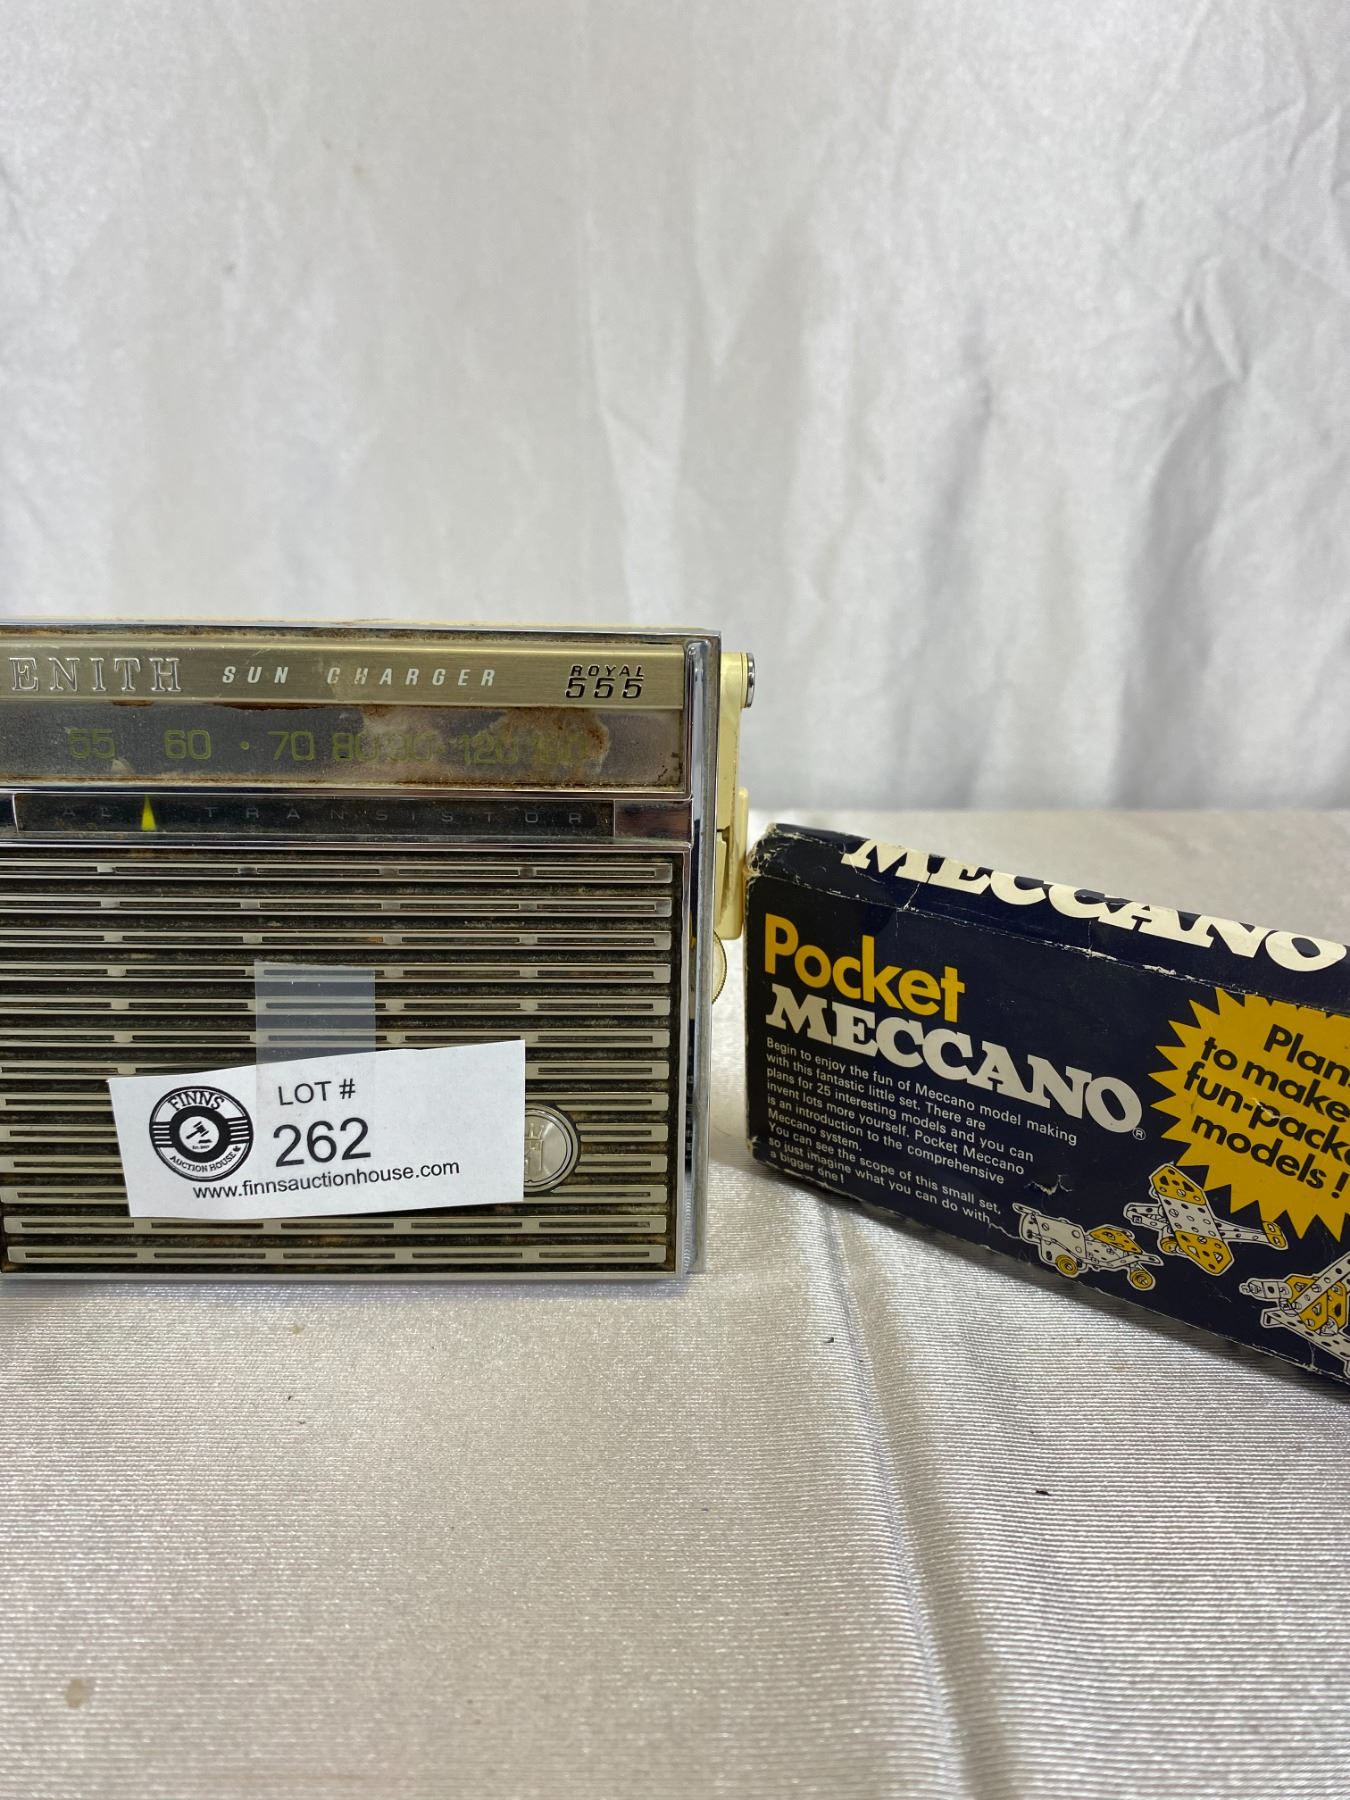 ENITH SUN CHARGER ROYAL 555
55 60 · 70 80 90 · 120 160
ALL TRANSISTOR
FINNS
AUCTION HOUSE
LOT #
262
www.finnsauctionhouse.com
MECCANO
Pocket
MECCANO®
Begin to enjoy the fun of Meccano model making
with this fantastic little set. There are
plans for 25 interesting models and you can
invent lots more yourself. Pocket Meccano
is an introduction to the comprehensive
Meccano system.
You can see the scope of this small set,
so just imagine what you can do with
a bigger one!
Plans
to make
fun-packe
models!